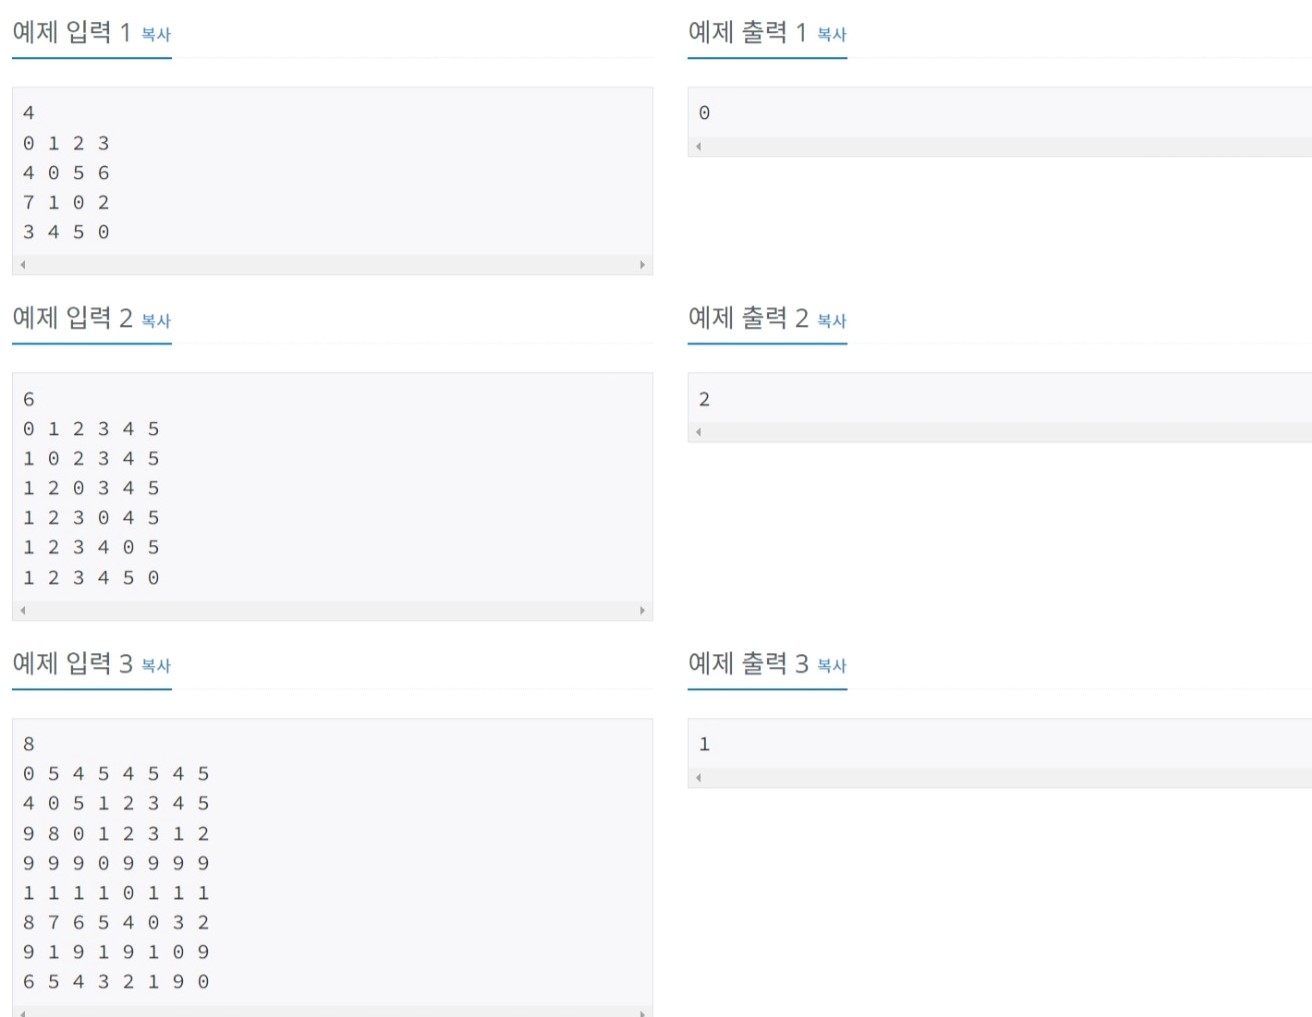 예제 입력 1 복사
4
0 1 2 3
4 0 5 6
7 1 0 2
3 4 5 0
예제 출력 1 복사
0
예제 입력 2 복사
6
0 1 2 3 4 5
1 0 2 3 4 5
1 2 0 3 4 5
1 2 3 0 4 5
1 2 3 4 0 5
1 2 3 4 5 0
예제 출력 2 복사
2
예제 입력 3 복사
8
0 5 4 5 4 5 4 5
4 0 5 1 2 3 4 5
9 8 0 1 2 3 1 2
9 9 9 0 9 9 9 9
1 1 1 1 0 1 1 1
8 7 6 5 4 0 3 2
9 1 9 1 9 1 0 9
6 5 4 3 2 1 9 0
예제 출력 3 복사
1